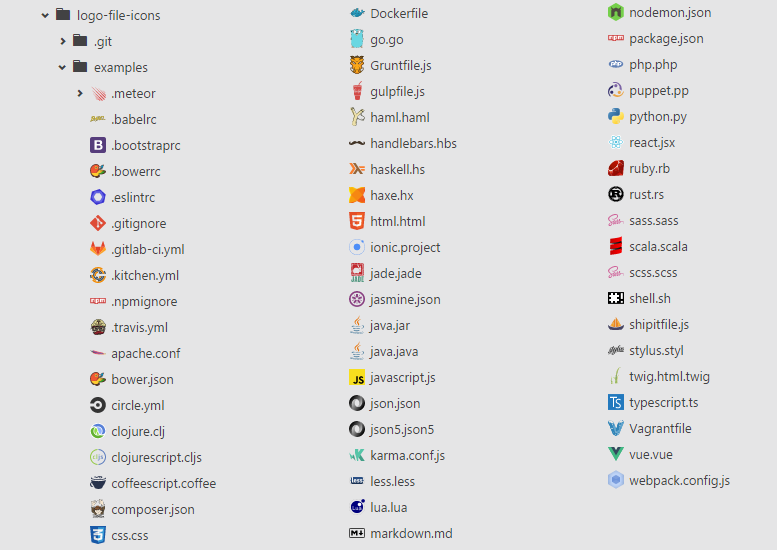 logo-file-icons
.git
examples
.meteor
.babelrc
.bootstraprc
.bowerrc
.eslintrc
.gitignore
.gitlab-ci.yml
.kitchen.yml
.npmignore
.travis.yml
apache.conf
bower.json
circle.yml
clojure.clj
clojurescript.cljs
coffeescript.coffee
composer.json
css.css
Dockerfile
go.go
Gruntfile.js
gulpfile.js
haml.haml
handlebars.hbs
haskell.hs
haxe.hx
html.html
ionic.project
jade.jade
jasmine.json
java.jar
java.java
javascript.js
json.json
json5.json5
karma.conf.js
less.less
lua.lua
markdown.md
nodemon.json
package.json
php.php
puppet.pp
python.py
react.jsx
ruby.rb
rust.rs
sass.sass
scala.scala
scss.scss
shell.sh
shipitfile.js
stylus.styl
twig.html.twig
typescript.ts
Vagrantfile
vue.vue
webpack.config.js